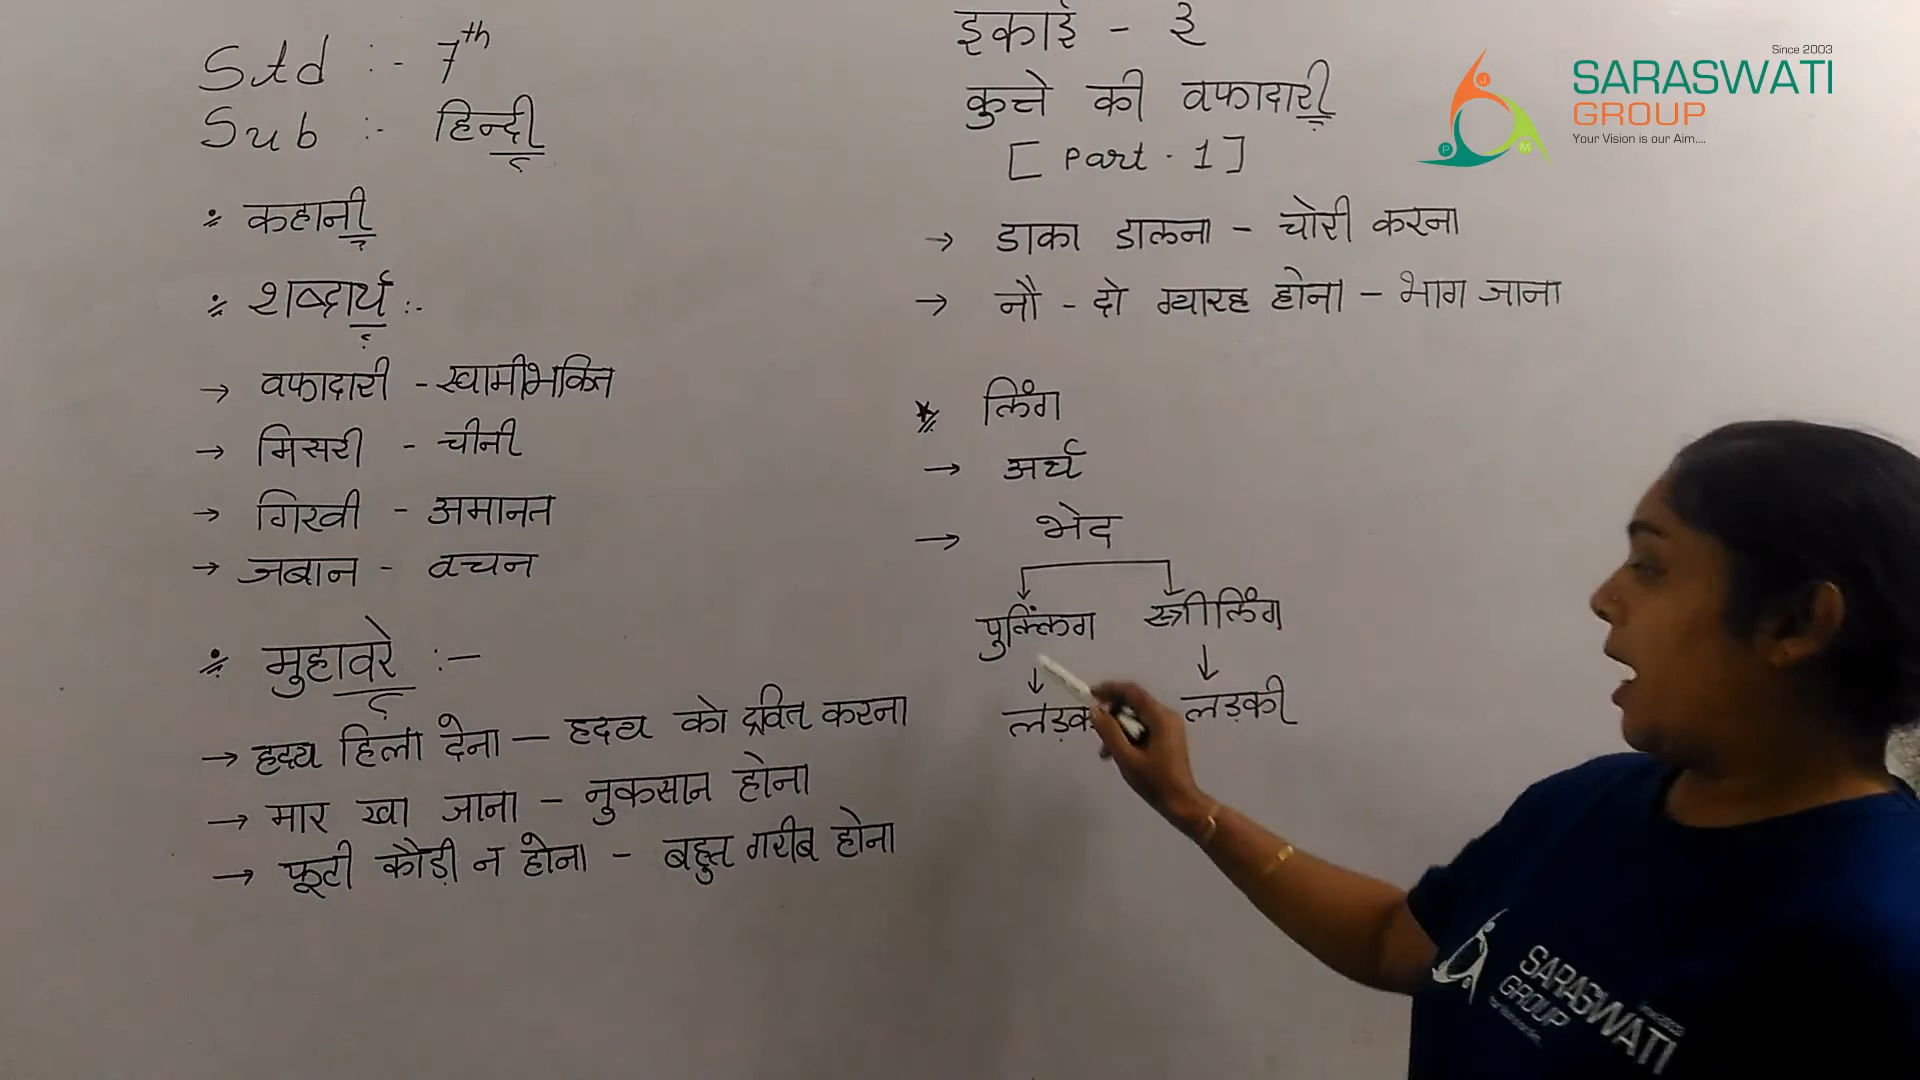 Std :- 7th
Sub :- हिन्दी
कहानी
शब्दार्थ :-
→ वफादारी - स्वामीभक्ति
→ मिसरी - चीनी
→ गिरवी - अमानत
→ जबान - वचन
मुहावरे :-
→ हृदय हिला देना - हृदय को द्रवित करना
→ मार खा जाना - नुकसान होना
→ फूटी कौड़ी न होना - बहुत गरीब होना
इकाई - ३
कुत्ते की वफादारी
[Part - 1]
→ डाका डालना - चोरी करना
→ नौ - दो ग्यारह होना - भाग जाना
* लिंग
→ अर्थ
→ भेद
पुल्लिंग स्त्रीलिंग
↓ ↓
लड़की
Since 2003
SARASWATI
GROUP
Your Vision is our Aim....
J
P
M
SARASWATI
GROUP